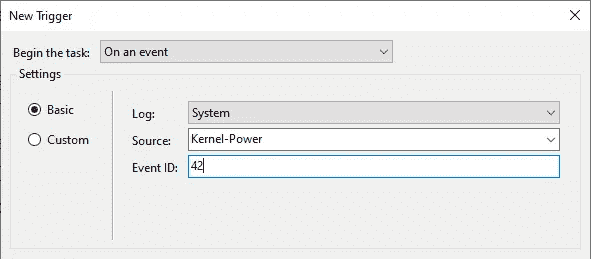 New Trigger
Begin the task: On an event
Settings
Basic
Log: System
Custom
Source: Kernel-Power
Event ID: 42